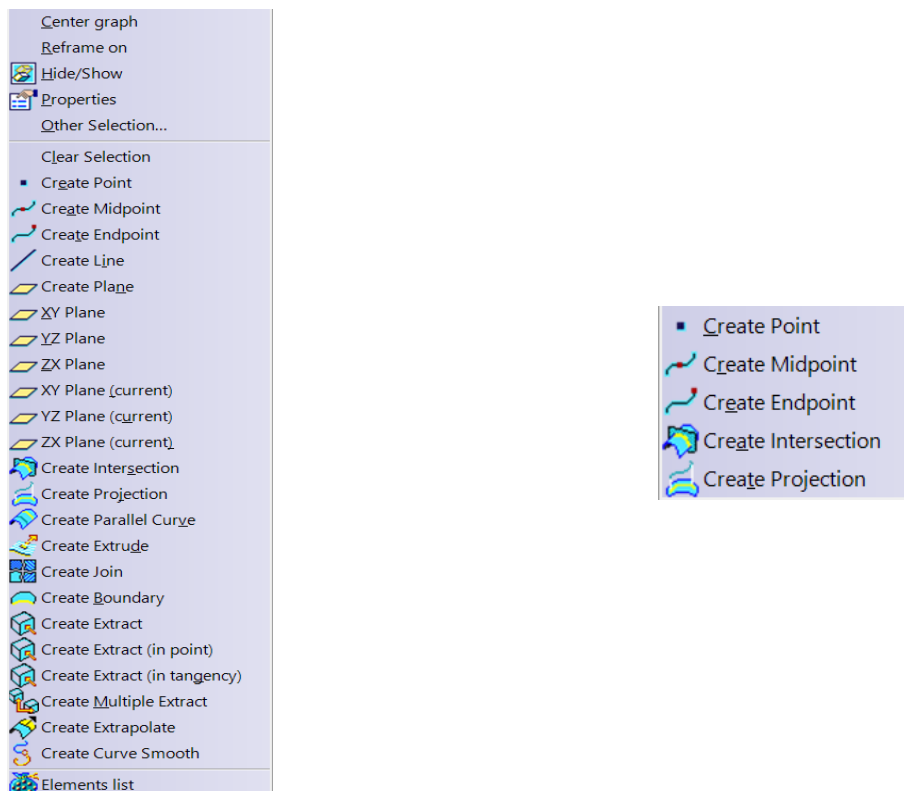 Center graph
Reframe on
Hide/Show
Properties
Other Selection...
Clear Selection
Create Point
Create Midpoint
Create Endpoint
Create Line
Create Plane
XY Plane
YZ Plane
ZX Plane
XY Plane (current)
YZ Plane (current)
ZX Plane (current)
Create Intersection
Create Projection
Create Parallel Curve
Create Extrude
Create Join
Create Boundary
Create Extract
Create Extract (in point)
Create Extract (in tangency)
Create Multiple Extract
Create Extrapolate
Create Curve Smooth
Elements list
Create Point
Create Midpoint
Create Endpoint
Create Intersection
Create Projection